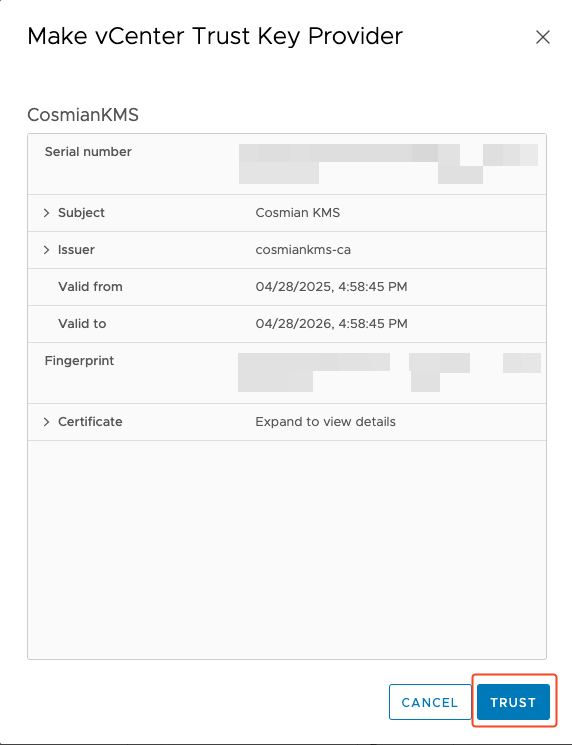 Make vCenter Trust Key Provider
CosmianKMS
Serial number
Subject Cosmian KMS
Issuer cosmiankms-ca
Valid from 04/28/2025, 4:58:45 PM
Valid to 04/28/2026, 4:58:45 PM
Fingerprint
Certificate Expand to view details
CANCEL TRUST